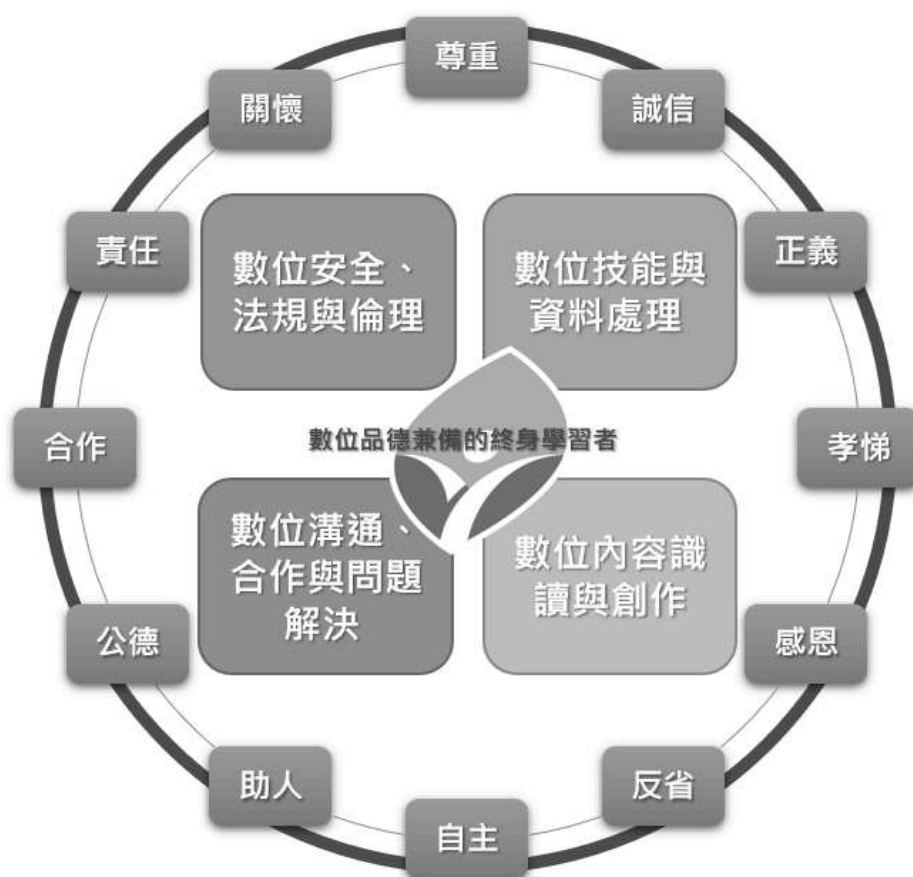 尊重
關懷
誠信
責任
正義
數位安全、
法規與倫理
數位技能與
資料處理
合作
數位品德兼備的終身學習者
孝悌
數位溝通、
合作與問題
解決
數位內容識
讀與創作
公德
感恩
助人
反省
自主